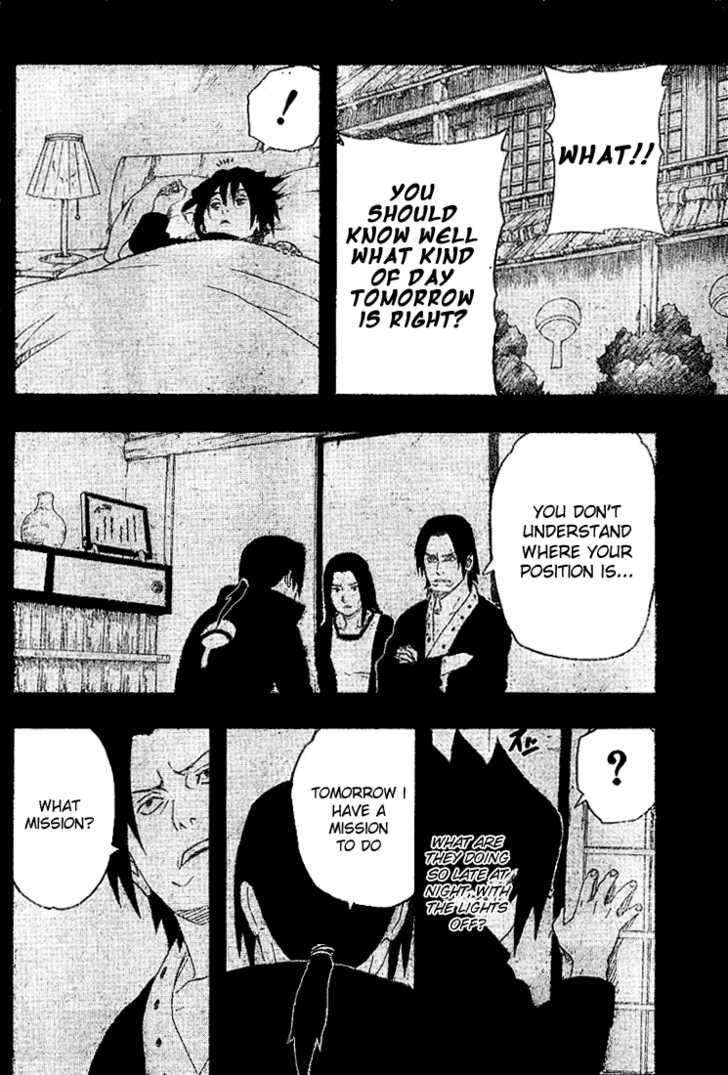 WHAT!!
YOU
SHOULD
KNOW WELL
WHAT KIND
OF DAY
TOMORROW
IS RIGHT?
!
YOU DON'T
UNDERSTAND
WHERE YOUR
POSITION IS...
?
WHAT ARE
THEY DOING
SO LATE AT
NIGHT, WITH
THE LIGHTS
OFF?
TOMORROW I
HAVE A
MISSION
TO DO
WHAT
MISSION?